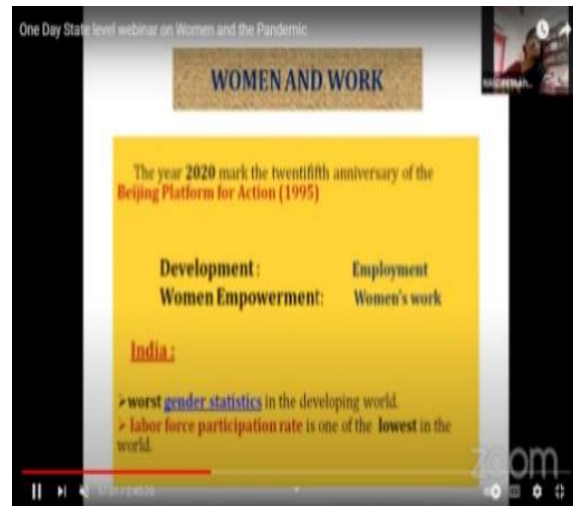 One Day State level webinar on Women and the Pandemic
WOMEN AND WORK
The year 2020 mark the twentififth anniversary of the
Beijing Platform for Action (1995)
Development : Employment
Women Empowerment: Women's work
India :
➢worst gender statistics in the developing world.
➢ labor force participation rate is one of the lowest in the
world.
zoom